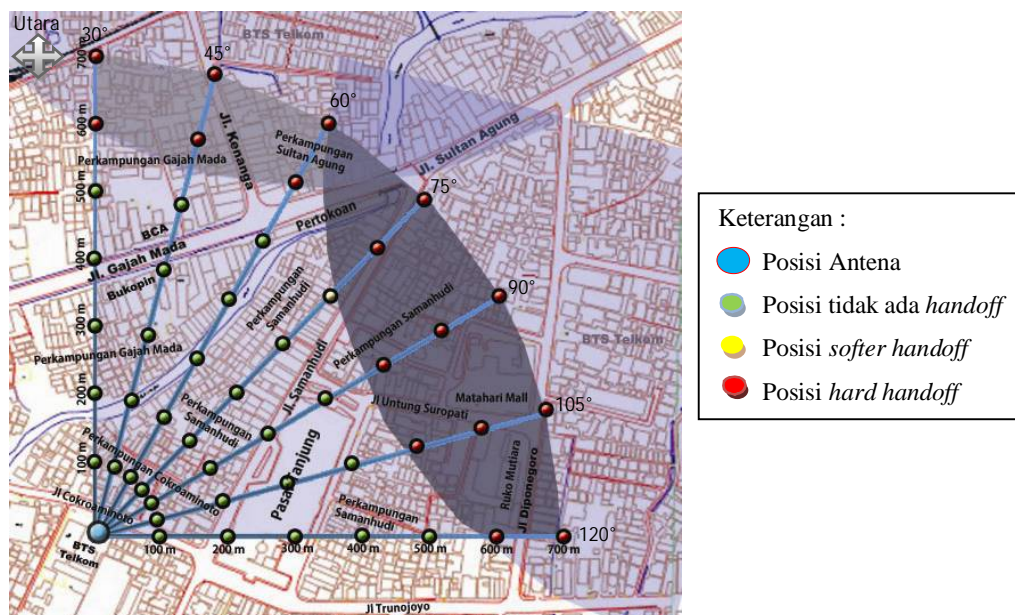 Utara
30°
45°
60°
75°
90°
105°
120°
BTS Telkom
700 m
600 m
500 m
400 m
300 m
200 m
100 m
Perkampungan
Sultan Agung
Jl. Sultan Agung
Jl. Kenanga
Perkampungan Gajah Mada
Pertokoan
BCA
Jl. Gajah Mada
Bukopin
Perkampungan
Samanhudi
Perkampungan Samanhudi
Perkampungan Gajah Mada
BTS Telkom
Jl. Samanhudi
Matahari Mall
Jl Untung Suropati
Perkampungan
Samanhudi
Pasar Tanjung
Perkampungan Cokroaminoto
Jl Cokroaminoto
Ruko Mutiara
Jl Diponegoro
Perkampungan
Samanhudi
BTS
Telkom
100 m
200 m
300 m
400 m
500 m
600 m
700 m
Jl Trunojoyo
Keterangan :
Posisi Antena
Posisi tidak ada handoff
Posisi softer handoff
Posisi hard handoff